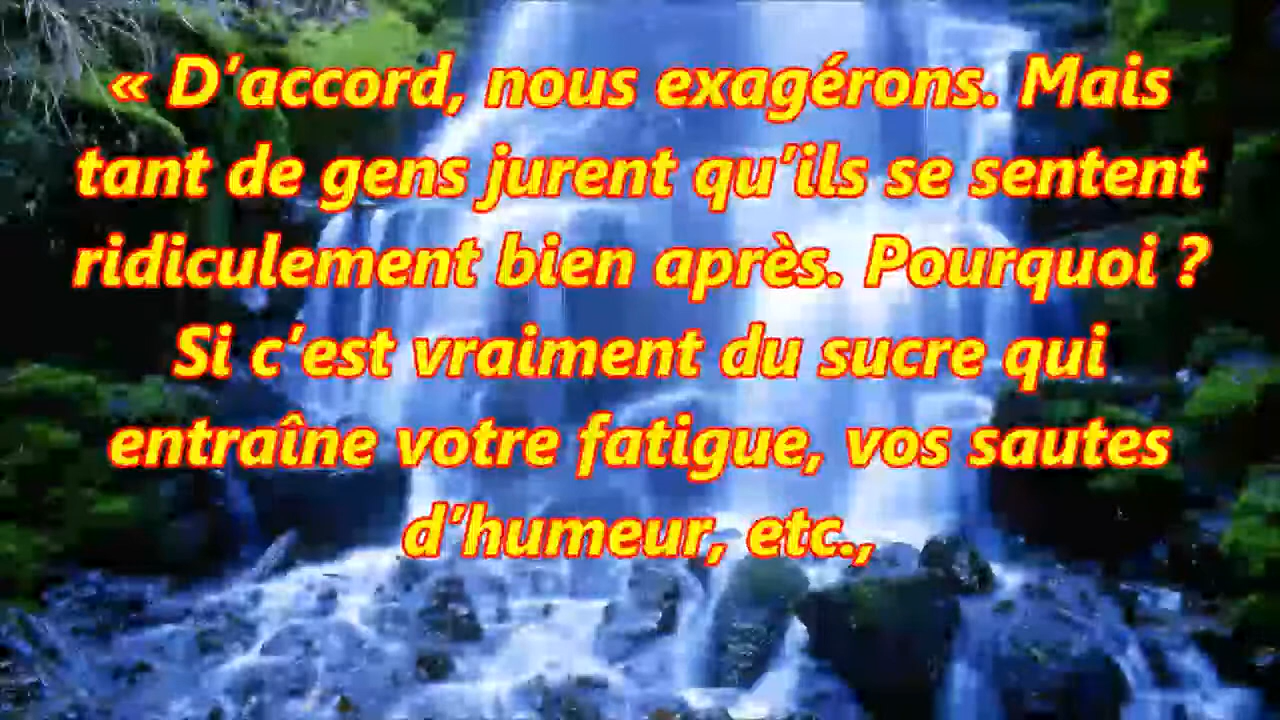 « D’accord, nous exagérons. Mais
tant de gens jurent qu’ils se sentent
ridiculement bien après. Pourquoi ?
Si c’est vraiment du sucre qui
entraîne votre fatigue, vos sautes
d’humeur, etc.,